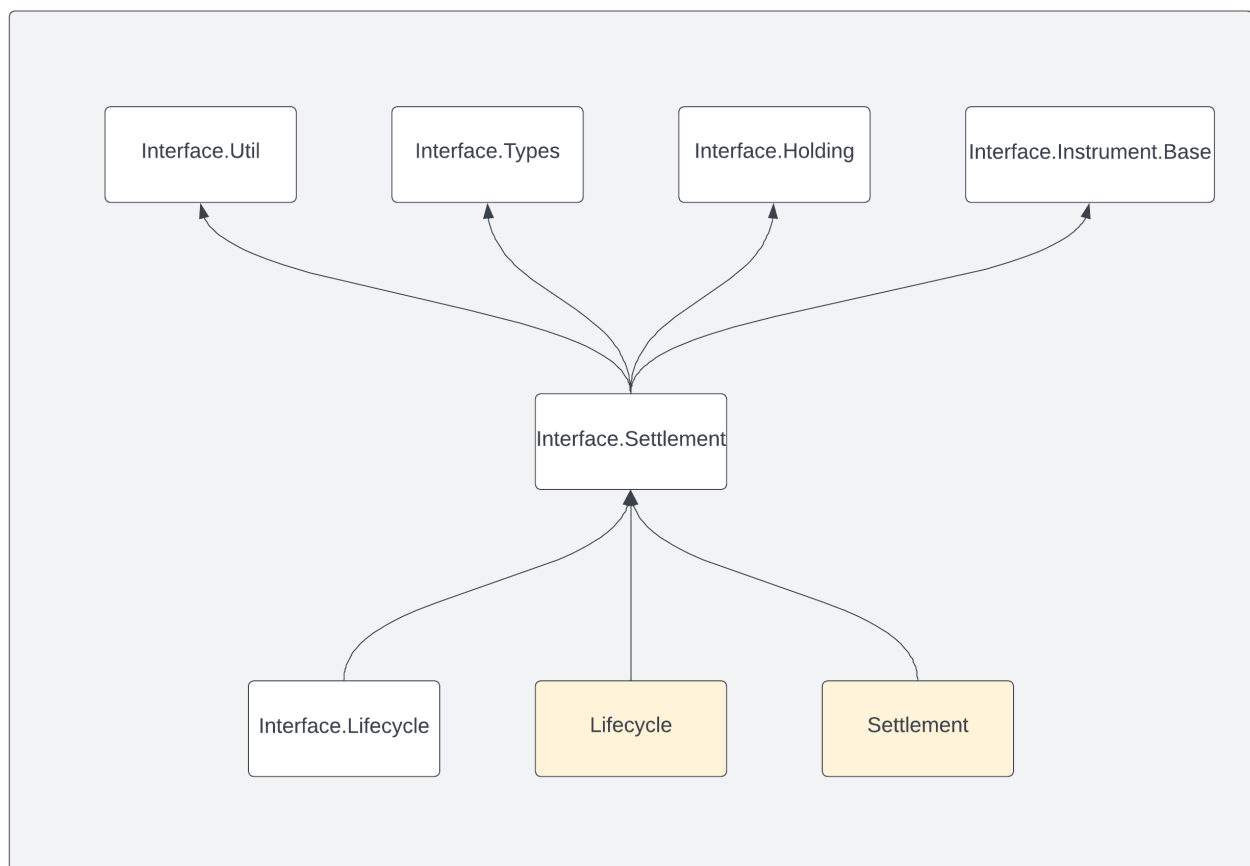 Interface.Util
Interface.Types
Interface.Holding
Interface.Instrument.Base
Interface.Settlement
Interface.Lifecycle
Lifecycle
Settlement